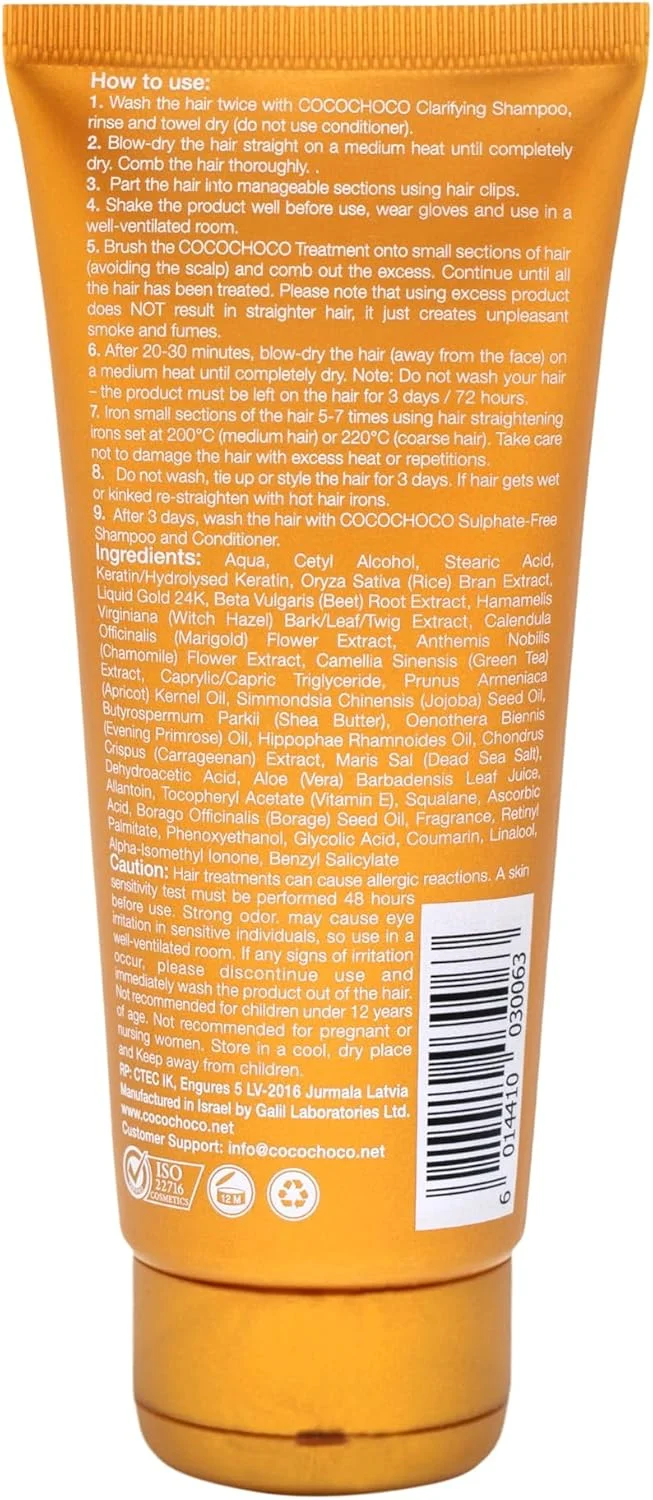 How to use:
1. Wash the hair twice with COCOCHOCO Clarifying Shampoo,
rinse and towel dry (do not use conditioner).
2. Blow-dry the hair straight on a medium heat until completely
dry. Comb the hair thoroughly. .
3. Part the hair into manageable sections using hair clips.
4. Shake the product well before use, wear gloves and use in a
well-ventilated room.
5. Brush the COCOCHOCO Treatment onto small sections of hair
(avoiding the scalp) and comb out the excess. Continue until all
the hair has been treated. Please note that using excess product
does NOT result in straighter hair, it just creates unpleasant
smoke and fumes.
6. After 20-30 minutes, blow-dry the hair (away from the face) on
a medium heat until completely dry. Note: Do not wash your hair
– the product must be left on the hair for 3 days / 72 hours.
7. Iron small sections of the hair 5-7 times using hair straightening
irons set at 200°C (medium hair) or 220°C (coarse hair). Take care
not to damage the hair with excess heat or repetitions.
8. Do not wash, tie up or style the hair for 3 days. If hair gets wet
or kinked re-straighten with hot hair irons.
9. After 3 days, wash the hair with COCOCHOCO Sulphate-Free
Shampoo and Conditioner.
Ingredients: Aqua, Cetyl Alcohol, Stearic Acid,
Keratin/Hydrolysed Keratin, Oryza Sativa (Rice) Bran Extract,
Liquid Gold 24K, Beta Vulgaris (Beet) Root Extract, Hamamelis
Virginiana (Witch Hazel) Bark/Leaf/Twig Extract, Calendula
Officinalis (Marigold) Flower Extract, Anthemis Nobilis
(Chamomile) Flower Extract, Camellia Sinensis (Green Tea)
Extract, Caprylic/Capric Triglyceride, Prunus Armeniaca
(Apricot) Kernel Oil, Simmondsia Chinensis (Jojoba) Seed Oil,
Butyrospermum Parkii (Shea Butter), Oenothera Biennis
(Evening Primrose) Oil, Hippophae Rhamnoides Oil, Chondrus
Crispus (Carrageenan) Extract, Maris Sal (Dead Sea Salt),
Dehydroacetic Acid, Aloe (Vera) Barbadensis Leaf Juice,
Allantoin, Tocopheryl Acetate (Vitamin E), Squalane, Ascorbic
Acid, Borago Officinalis (Borage) Seed Oil, Fragrance, Retinyl
Palmitate, Phenoxyethanol, Glycolic Acid, Coumarin, Linalool,
Alpha-Isomethyl Ionone, Benzyl Salicylate
Caution: Hair treatments can cause allergic reactions. A skin
sensitivity test must be performed 48 hours
before use. Strong odor. may cause eye
irritation in sensitive individuals, so use in a
well-ventilated room. If any signs of irritation
occur, please discontinue use and
immediately wash the product out of the hair.
Not recommended for children under 12 years
of age. Not recommended for pregnant or
nursing women. Store in a cool, dry place
and Keep away from children.
RP: CTEC IK, Engures 5 LV-2016 Jurmala Latvia
Manufactured in Israel by Galil Laboratories Ltd.
www.cocochoco.net
Customer Support: info@cocochoco.net
ISO
22716
COSMETICS
12 M
6 014410 030063